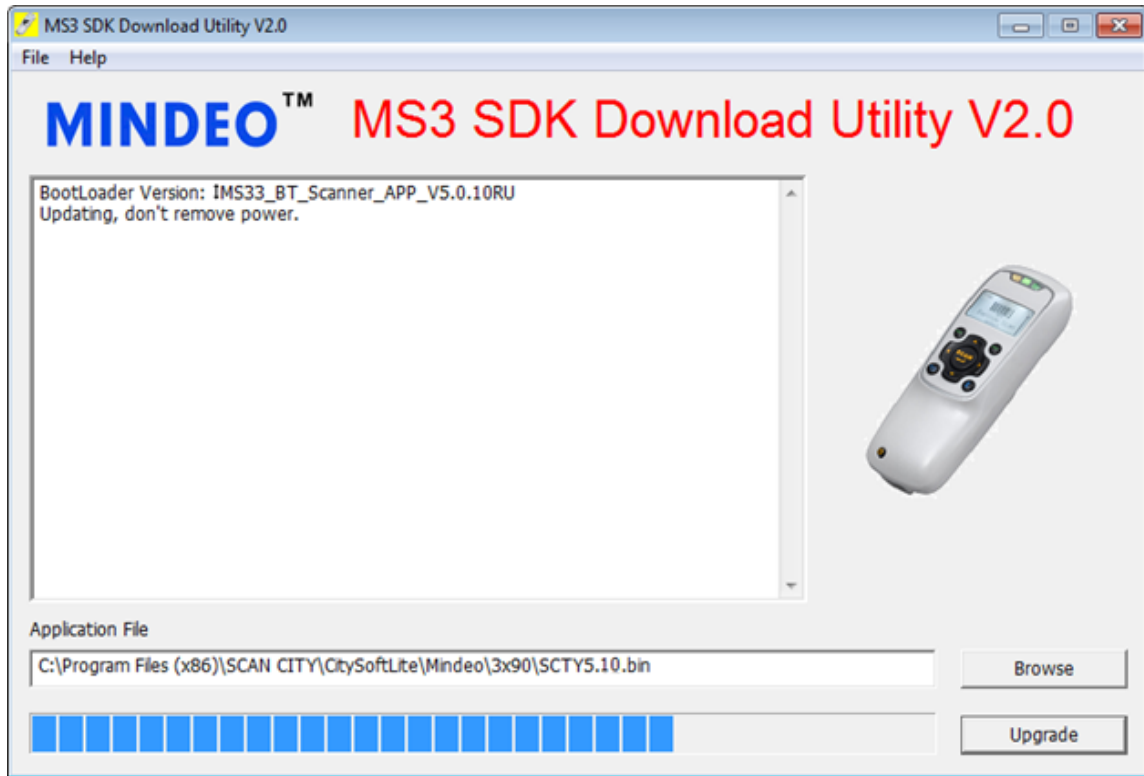 MS3 SDK Download Utility V2.0
File Help
MINDEO™ MS3 SDK Download Utility V2.0
BootLoader Version: IMS33_BT_Scanner_APP_V5.0.10RU
Updating, don't remove power.
Application File
C:\Program Files (x86)\SCAN CITY\CitySoftLite\Mindeo\3x90\SCTY5.10.bin
Browse
Upgrade